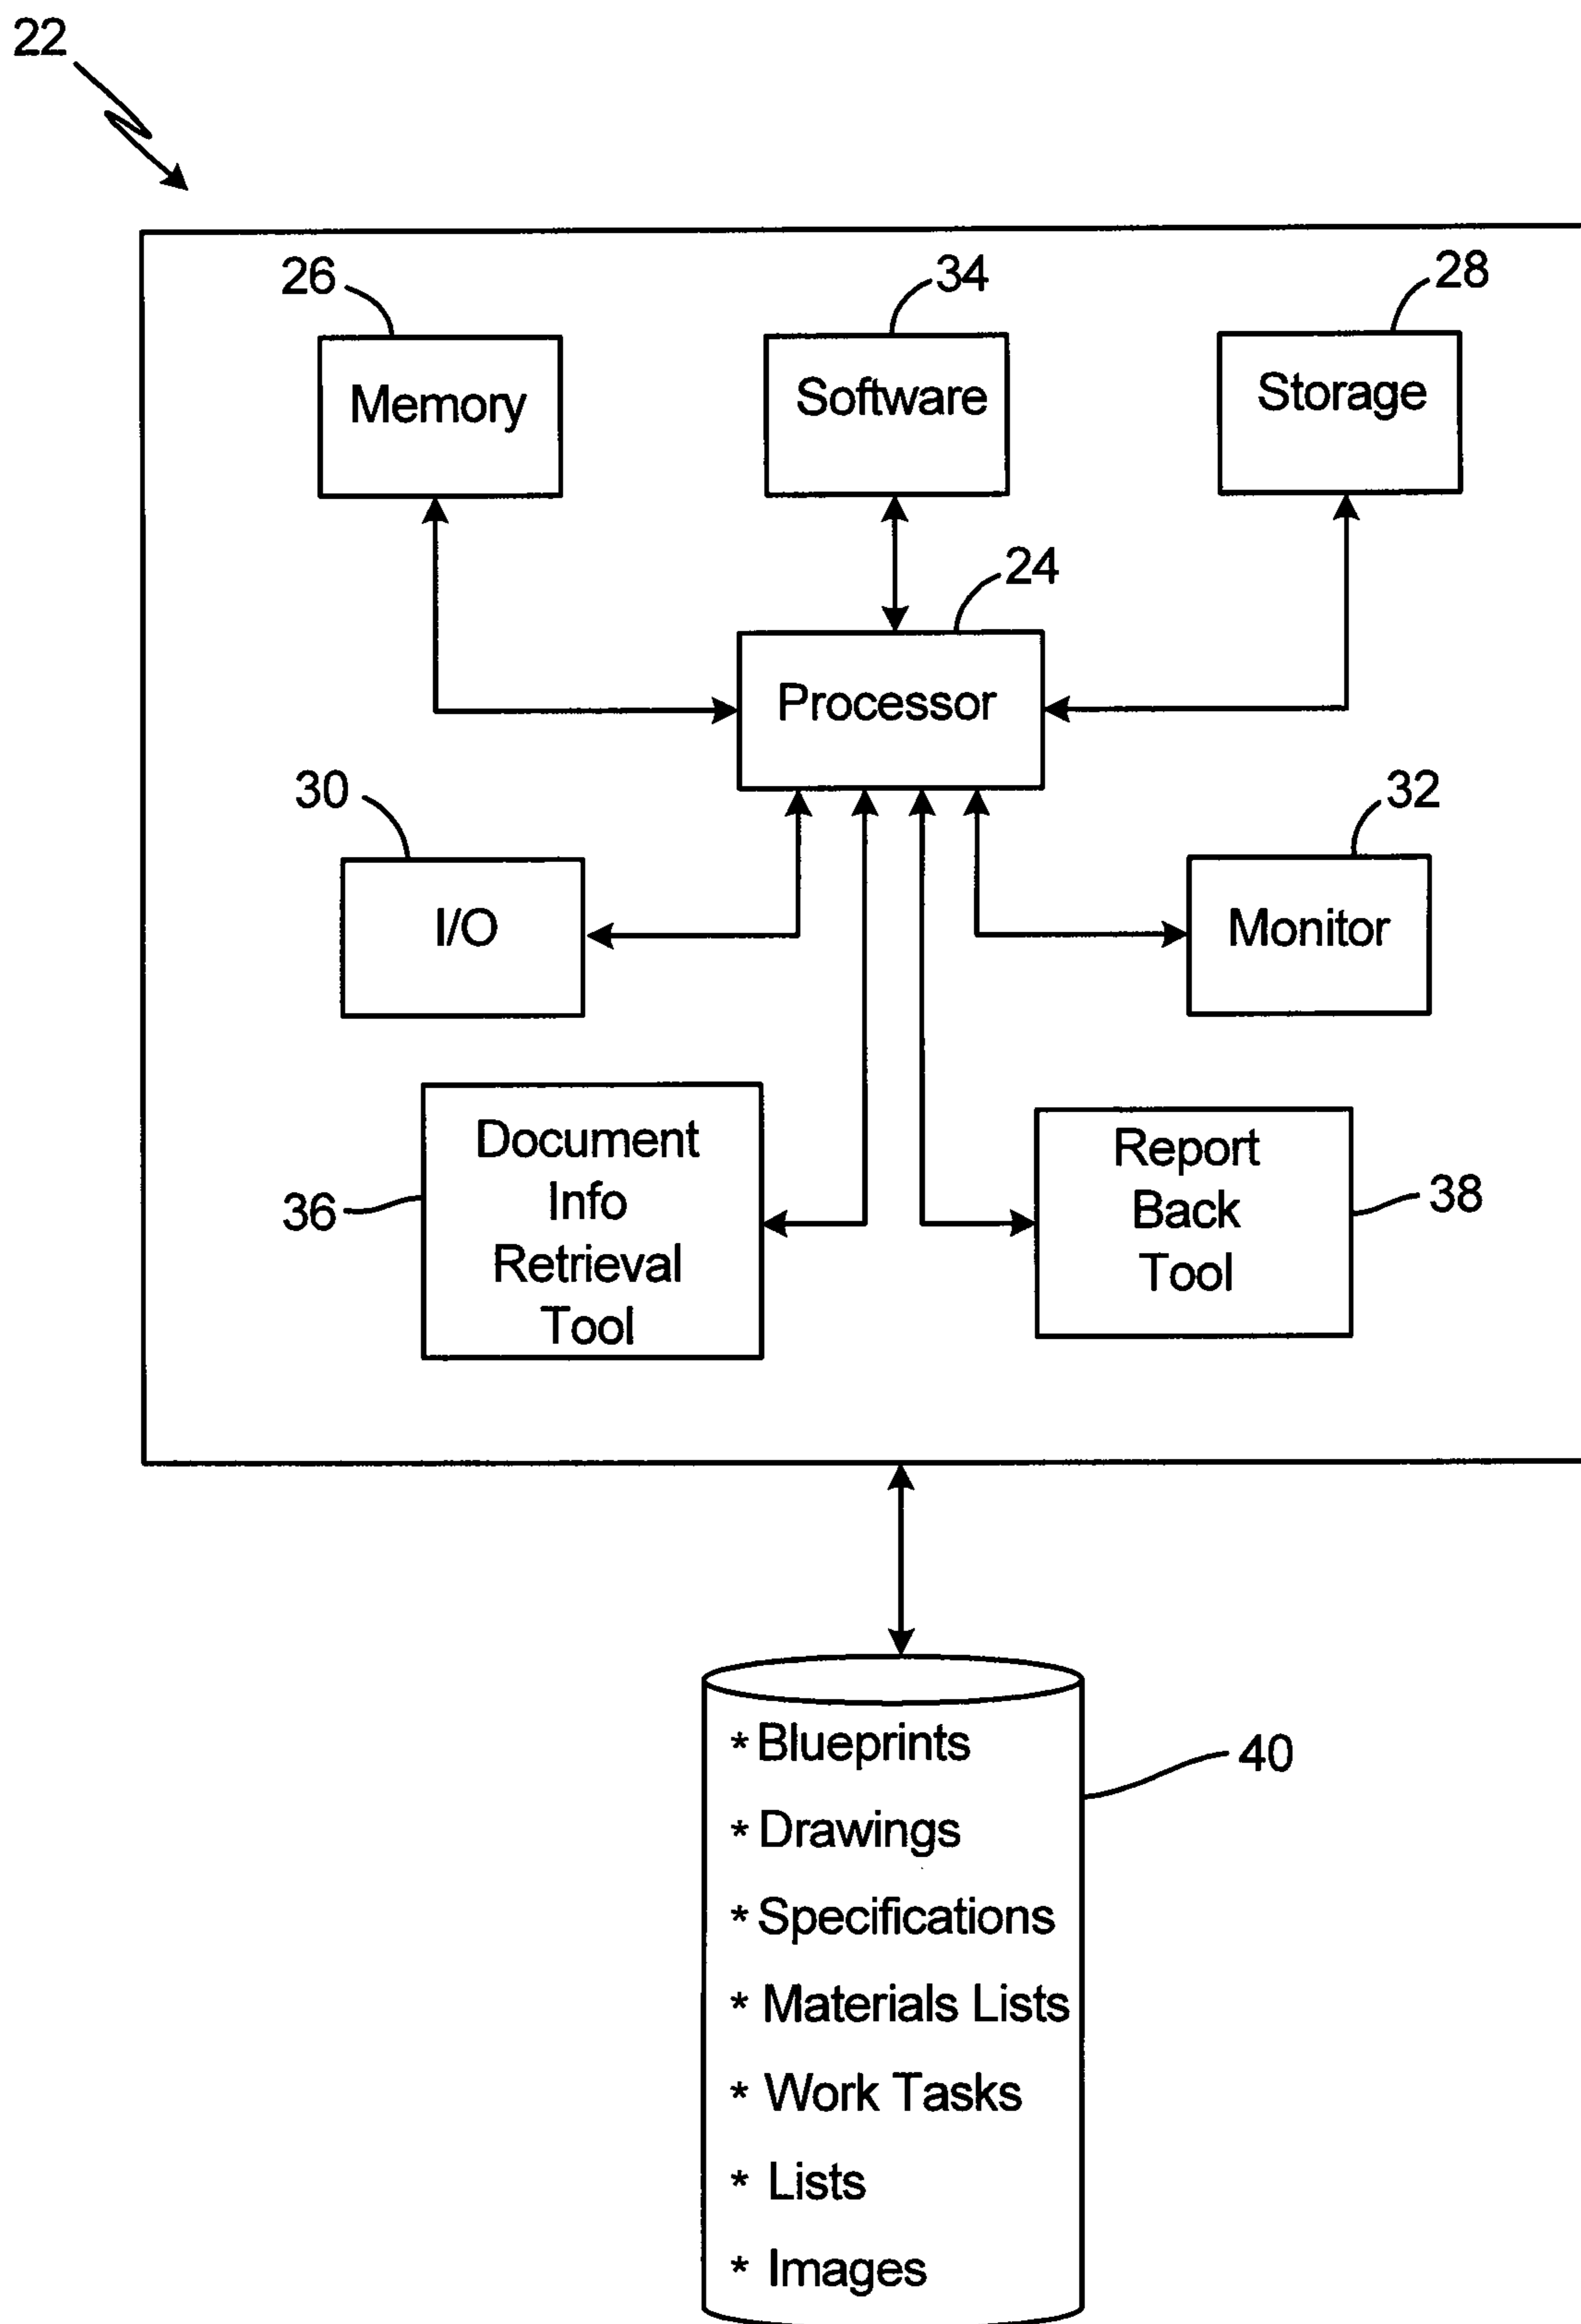 22
26
34
28
Memory
Software
Storage
24
Processor
30
32
I/O
Monitor
Document
Info
Retrieval
Tool
36
Report
Back
Tool
38
* Blueprints
40
* Drawings
* Specifications
* Materials Lists
* Work Tasks
* Lists
* Images